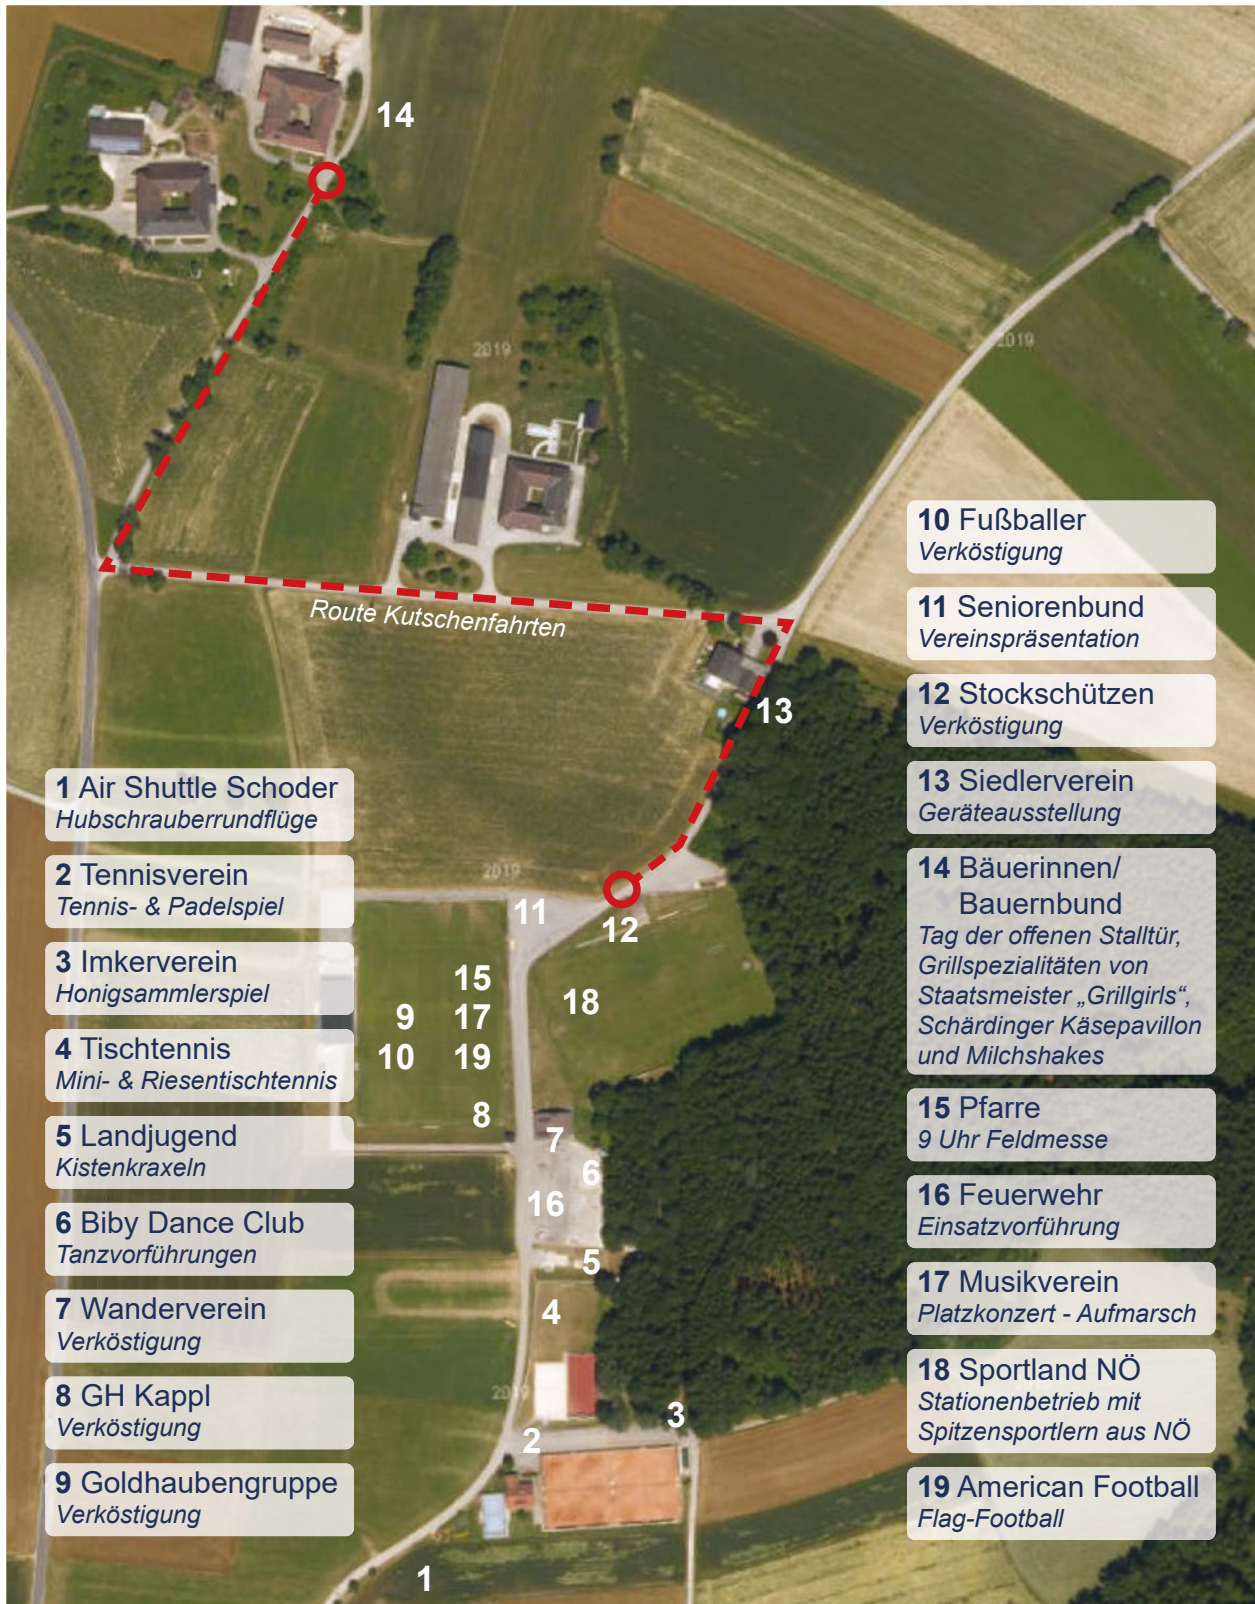 14
2019
2019
Route Kutschenfahrten
13
2019
11
12
15
18
9
17
10
19
8
7
6
16
5
4
2019
3
2
1
1 Air Shuttle Schoder
Hubschrauberrundflüge
2 Tennisverein
Tennis- & Padelspiel
3 Imkerverein
Honigsammlerspiel
4 Tischtennis
Mini- & Riesentischtennis
5 Landjugend
Kistenkraxeln
6 Biby Dance Club
Tanzvorführungen
7 Wanderverein
Verköstigung
8 GH Kappl
Verköstigung
9 Goldhaubengruppe
Verköstigung
10 Fußballer
Verköstigung
11 Seniorenbund
Vereinspräsentation
12 Stockschützen
Verköstigung
13 Siedlerverein
Geräteausstellung
14 Bäuerinnen/
Bauernbund
Tag der offenen Stalltür,
Grillspezialitäten von
Staatsmeister „Grillgirls“,
Schärdinger Käsepavillon
und Milchshakes
15 Pfarre
9 Uhr Feldmesse
16 Feuerwehr
Einsatzvorführung
17 Musikverein
Platzkonzert - Aufmarsch
18 Sportland NÖ
Stationenbetrieb mit
Spitzensportlern aus NÖ
19 American Football
Flag-Football